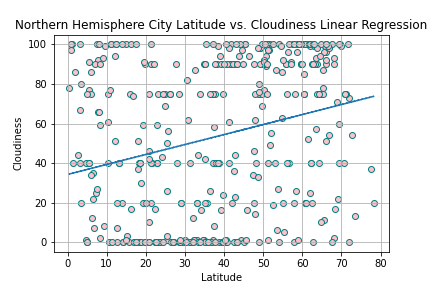 Northern Hemisphere City Latitude vs. Cloudiness Linear Regression
100
80
60
40
20
0
Cloudiness
0 10 20 30 40 50 60 70 80
Latitude